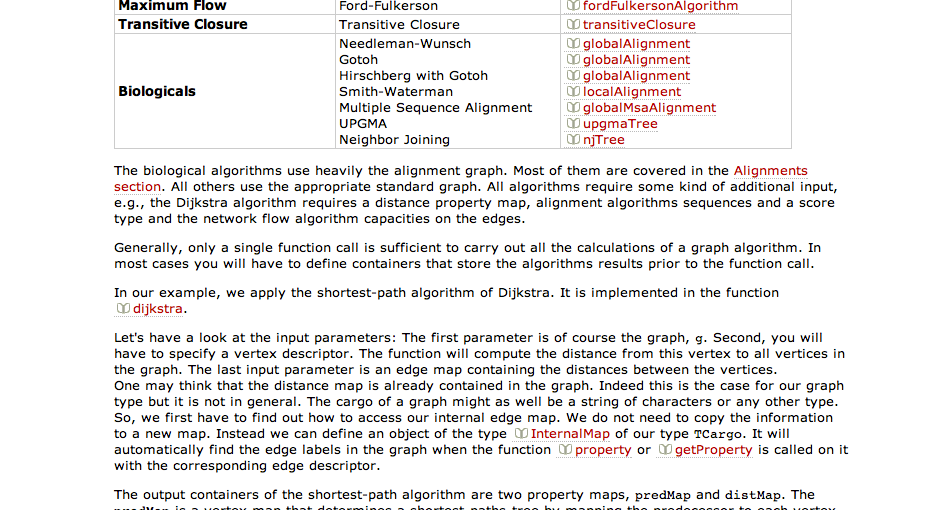 Maximum Flow Ford-Fulkerson fordFulkersonAlgorithm
Transitive Closure Transitive Closure transitiveClosure
Needleman-Wunsch globalAlignment
Gotoh globalAlignment
Hirschberg with Gotoh globalAlignment
Biologicals Smith-Waterman localAlignment
Multiple Sequence Alignment globalMsaAlignment
UPGMA upgmaTree
Neighbor Joining njTree
The biological algorithms use heavily the alignment graph. Most of them are covered in the Alignments
section. All others use the appropriate standard graph. All algorithms require some kind of additional input,
e.g., the Dijkstra algorithm requires a distance property map, alignment algorithms sequences and a score
type and the network flow algorithm capacities on the edges.
Generally, only a single function call is sufficient to carry out all the calculations of a graph algorithm. In
most cases you will have to define containers that store the algorithms results prior to the function call.
In our example, we apply the shortest-path algorithm of Dijkstra. It is implemented in the function
dijkstra.
Let's have a look at the input parameters: The first parameter is of course the graph, g. Second, you will
have to specify a vertex descriptor. The function will compute the distance from this vertex to all vertices in
the graph. The last input parameter is an edge map containing the distances between the vertices.
One may think that the distance map is already contained in the graph. Indeed this is the case for our graph
type but it is not in general. The cargo of a graph might as well be a string of characters or any other type.
So, we first have to find out how to access our internal edge map. We do not need to copy the information
to a new map. Instead we can define an object of the type InternalMap of our type TCargo. It will
automatically find the edge labels in the graph when the function property or getProperty is called on it
with the corresponding edge descriptor.
The output containers of the shortest-path algorithm are two property maps, predMap and distMap. The
predMap is a vertex map that determines a shortest-paths tree by mapping the predecessor to each vertex.